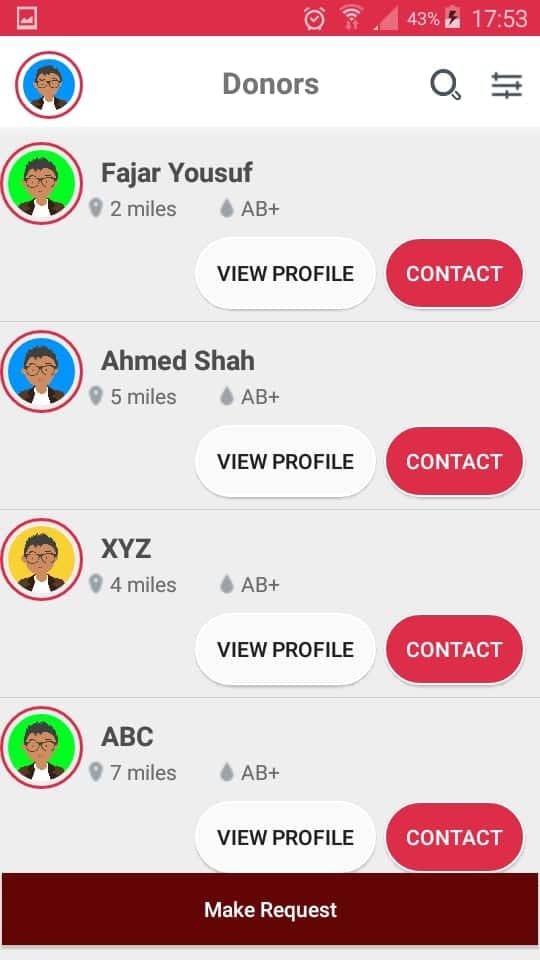 43% 17:53
Donors
Fajar Yousuf
2 miles AB+
VIEW PROFILE CONTACT
Ahmed Shah
5 miles AB+
VIEW PROFILE CONTACT
XYZ
4 miles AB+
VIEW PROFILE CONTACT
ABC
7 miles AB+
VIEW PROFILE CONTACT
Make Request